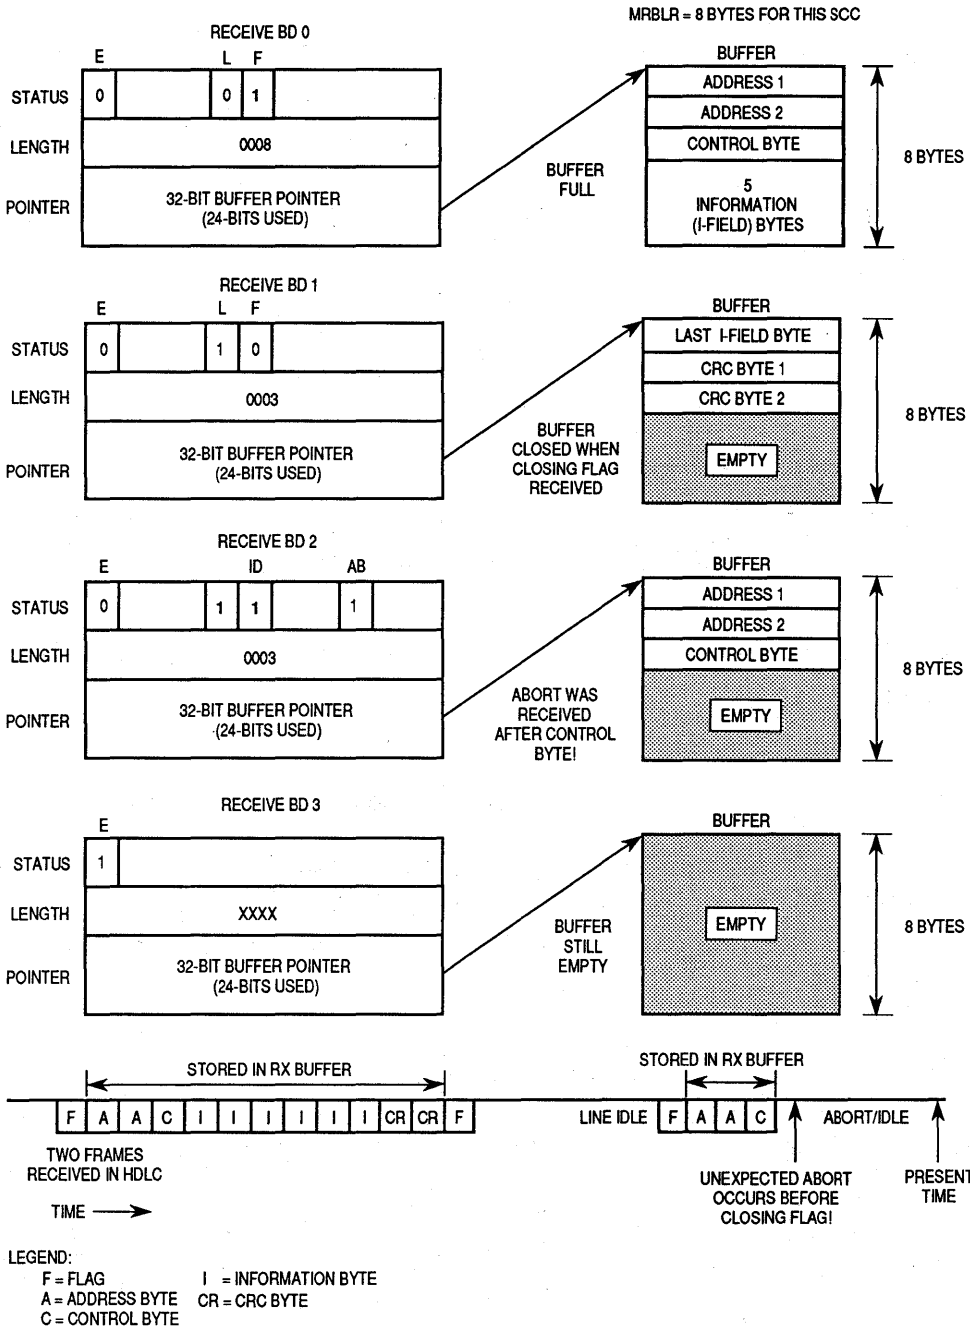 MRBLR = 8 BYTES FOR THIS SCC
RECEIVE BD 0
E L F
STATUS 0 0 1
LENGTH 0008
POINTER 32-BIT BUFFER POINTER
(24-BITS USED)
BUFFER
FULL
BUFFER
ADDRESS 1
ADDRESS 2
CONTROL BYTE
5
INFORMATION
(I-FIELD) BYTES
8 BYTES
RECEIVE BD 1
E L F
STATUS 0 1 0
LENGTH 0003
POINTER 32-BIT BUFFER POINTER
(24-BITS USED)
BUFFER
CLOSED WHEN
CLOSING FLAG
RECEIVED
BUFFER
LAST I-FIELD BYTE
CRC BYTE 1
CRC BYTE 2
EMPTY
8 BYTES
RECEIVE BD 2
E ID AB
STATUS 0 1 1 1
LENGTH 0003
POINTER 32-BIT BUFFER POINTER
(24-BITS USED)
ABORT WAS
RECEIVED
AFTER CONTROL
BYTE!
BUFFER
ADDRESS 1
ADDRESS 2
CONTROL BYTE
EMPTY
8 BYTES
RECEIVE BD 3
E
STATUS 1
LENGTH XXXX
POINTER 32-BIT BUFFER POINTER
(24-BITS USED)
BUFFER
STILL
EMPTY
BUFFER
EMPTY
8 BYTES
STORED IN RX BUFFER
STORED IN RX BUFFER
F A A C I I I I I I CR CR F
LINE IDLE F A A C ABORT/IDLE
TWO FRAMES
RECEIVED IN HDLC
TIME
UNEXPECTED ABORT
OCCURS BEFORE
CLOSING FLAG!
PRESENT
TIME
LEGEND:
F = FLAG I = INFORMATION BYTE
A = ADDRESS BYTE CR = CRC BYTE
C = CONTROL BYTE